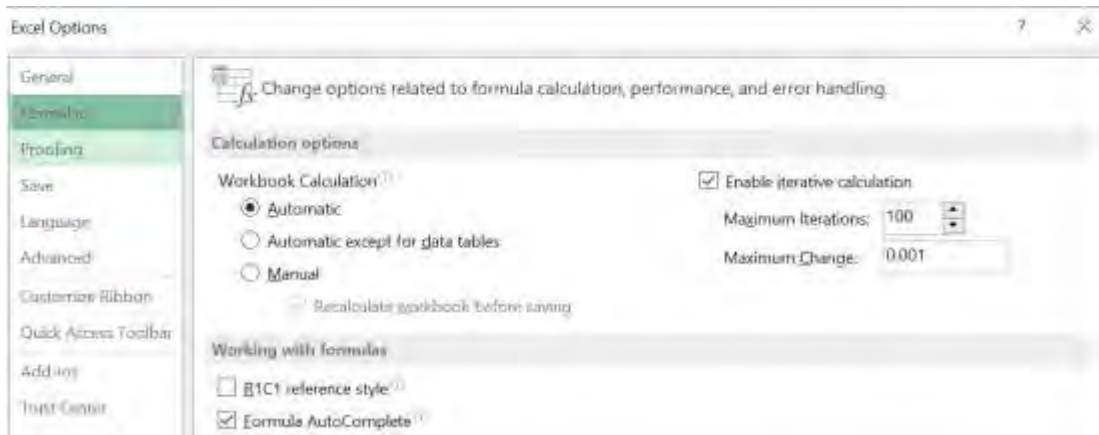 Excel Options
?
General
Formulas
Proofing
Save
Language
Advanced
Customize Ribbon
Quick Access Toolbar
Add-ins
Trust Center
Change options related to formula calculation, performance, and error handling.
Calculation options
Workbook Calculation
Automatic
Automatic except for data tables
Manual
Recalculate workbook before saving
Enable iterative calculation
Maximum Iterations: 100
Maximum Change: 0.001
Working with formulas
R1C1 reference style
Formula AutoComplete